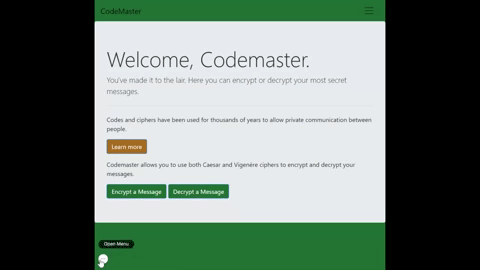 CodeMaster
Welcome, Codemaster.
You've made it to the lair. Here you can encrypt or decrypt your most secret
messages.
Codes and ciphers have been used for thousands of years to allow private communication between
people.
Learn more
Codemaster allows you to use both Caesar and Vigenére ciphers to encrypt and decrypt your
messages.
Encrypt a Message Decrypt a Message
Open Menu